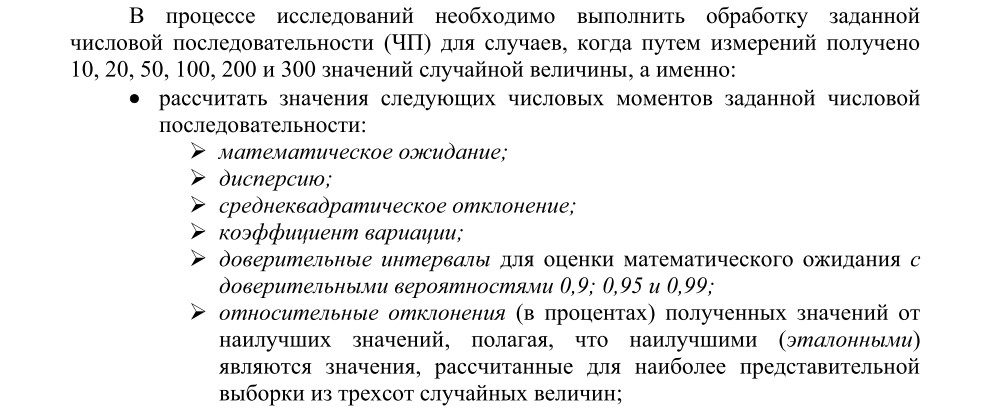 В процессе исследований необходимо выполнить обработку заданной
числовой последовательности (ЧП) для случаев, когда путем измерений получено
10, 20, 50, 100, 200 и 300 значений случайной величины, а именно:
• рассчитать значения следующих числовых моментов заданной числовой
последовательности:
➢ математическое ожидание;
➢ дисперсию;
➢ среднеквадратическое отклонение;
➢ коэффициент вариации;
➢ доверительные интервалы для оценки математического ожидания с
доверительными вероятностями 0,9; 0,95 и 0,99;
➢ относительные отклонения (в процентах) полученных значений от
наилучших значений, полагая, что наилучшими (эталонными)
являются значения, рассчитанные для наиболее представительной
выборки из трехсот случайных величин;